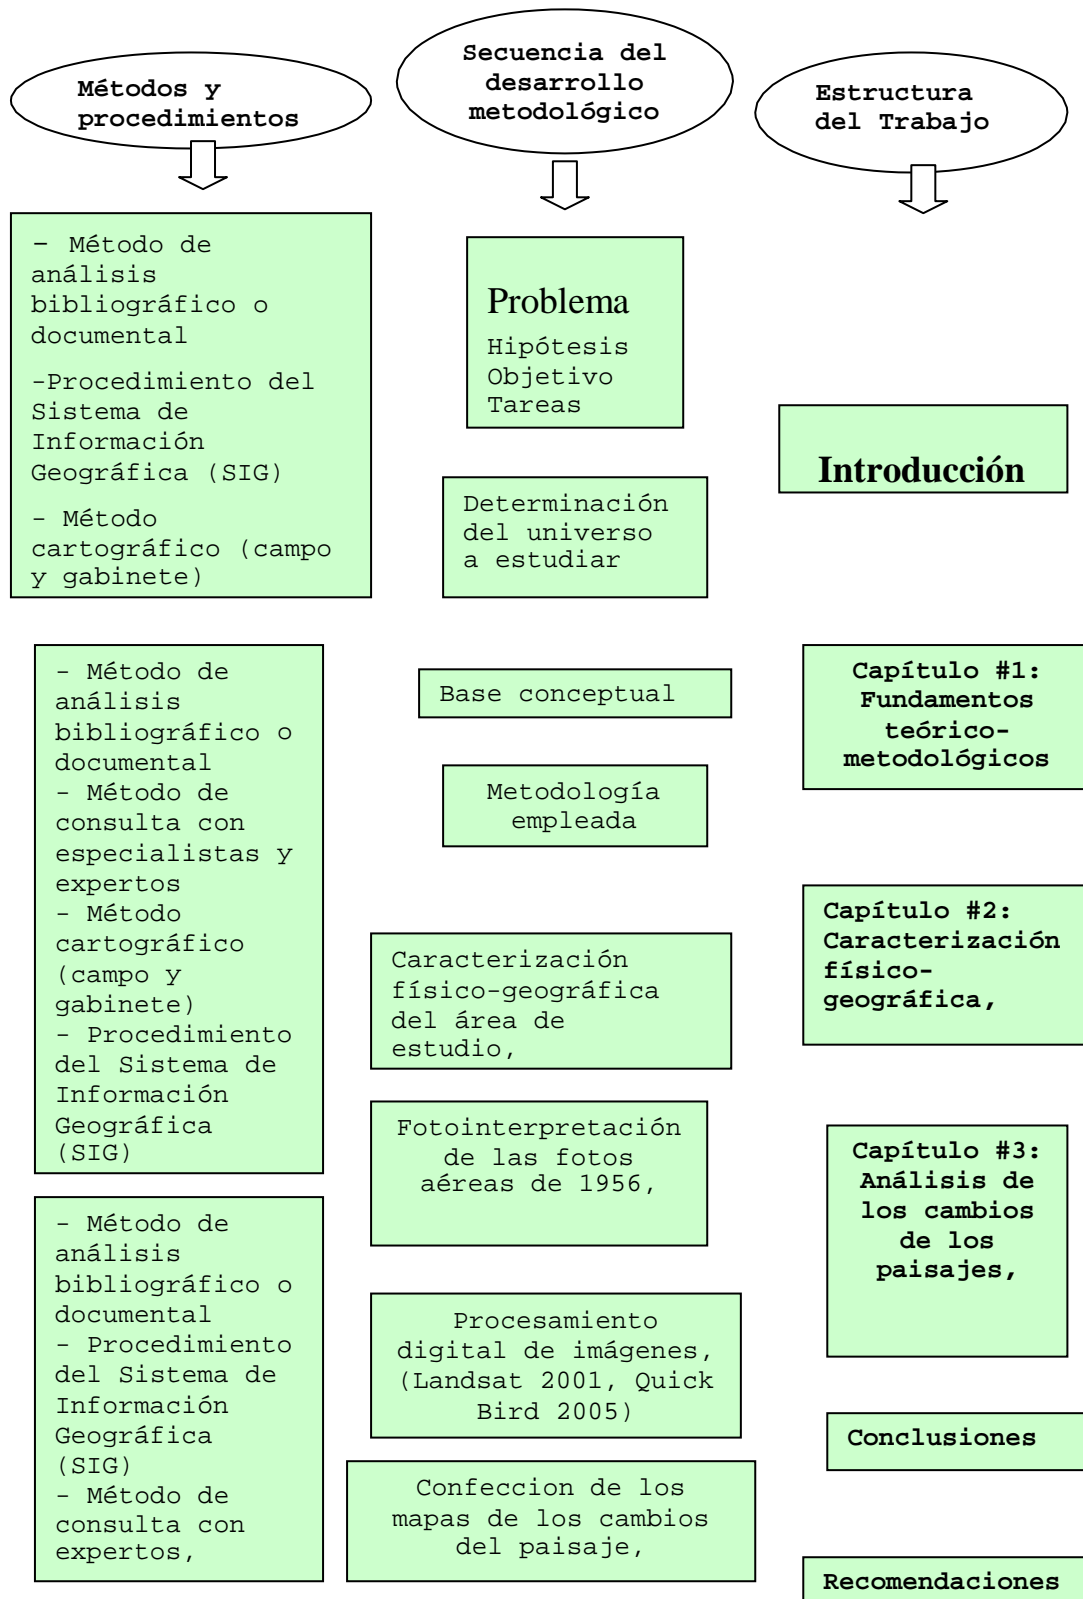 Métodos y
procedimientos
Secuencia del
desarrollo
metodológico
Estructura
del Trabajo
- Método de
análisis
bibliográfico o
documental
-Procedimiento del
Sistema de
Información
Geográfica (SIG)
- Método
cartográfico (campo
y gabinete)
- Método de
análisis
bibliográfico o
documental
- Método de
consulta con
especialistas y
expertos
- Método
cartográfico
(campo y
gabinete)
- Procedimiento
del Sistema de
Información
Geográfica
(SIG)
- Método de
análisis
bibliográfico o
documental
- Procedimiento
del Sistema de
Información
Geográfica
(SIG)
- Método de
consulta con
expertos,
Problema
Hipótesis
Objetivo
Tareas
Determinación
del universo
a estudiar
Base conceptual
Metodología
empleada
Caracterización
físico-geográfica
del área de
estudio,
Fotointerpretación
de las fotos
aéreas de 1956,
Procesamiento
digital de imágenes,
(Landsat 2001, Quick
Bird 2005)
Confeccion de los
mapas de los cambios
del paisaje,
Introducción
Capítulo #1:
Fundamentos
teórico-
metodológicos
Capítulo #2:
Caracterización
físico-
geográfica,
Capítulo #3:
Análisis de
los cambios
de los
paisajes,
Conclusiones
Recomendaciones